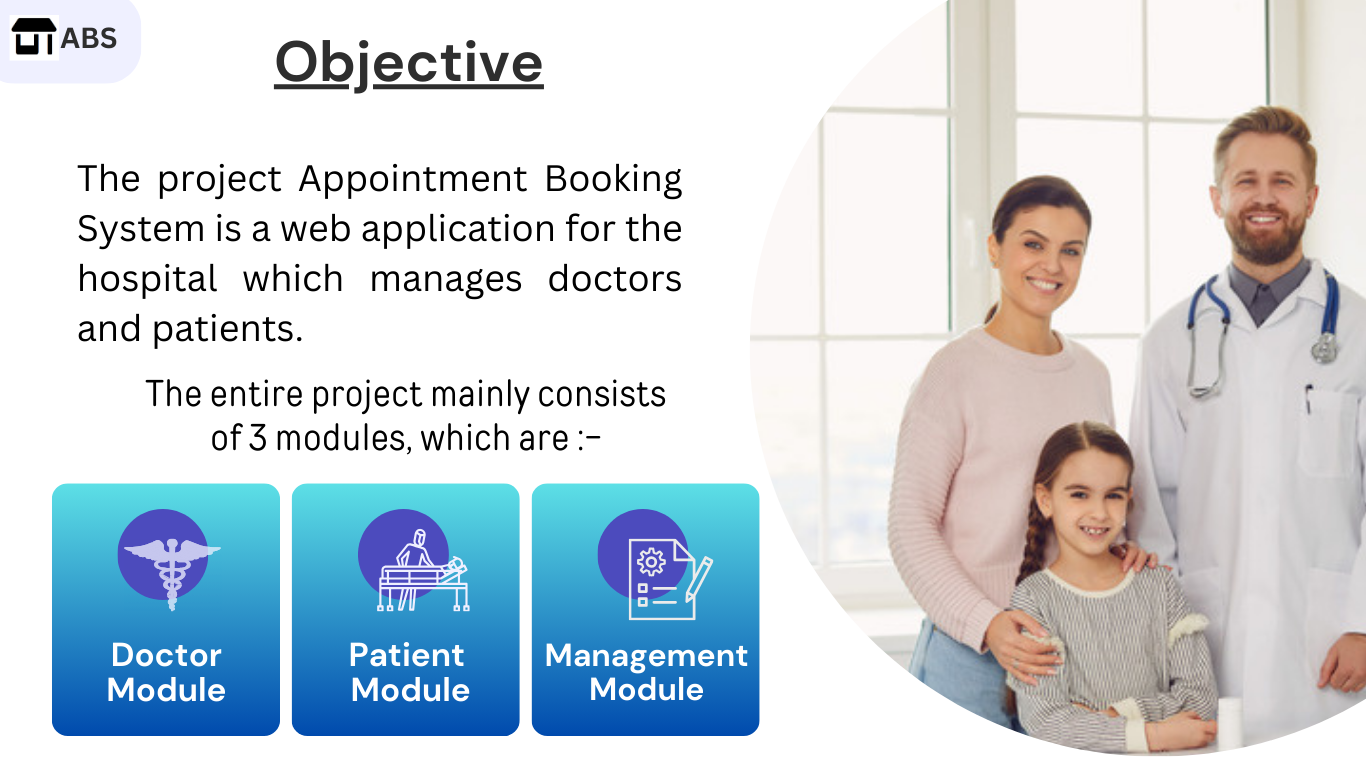 ABS
Objective
The project Appointment Booking
System is a web application for the
hospital which manages doctors
and patients.
The entire project mainly consists
of 3 modules, which are :-
Doctor
Module
Patient
Module
Management
Module